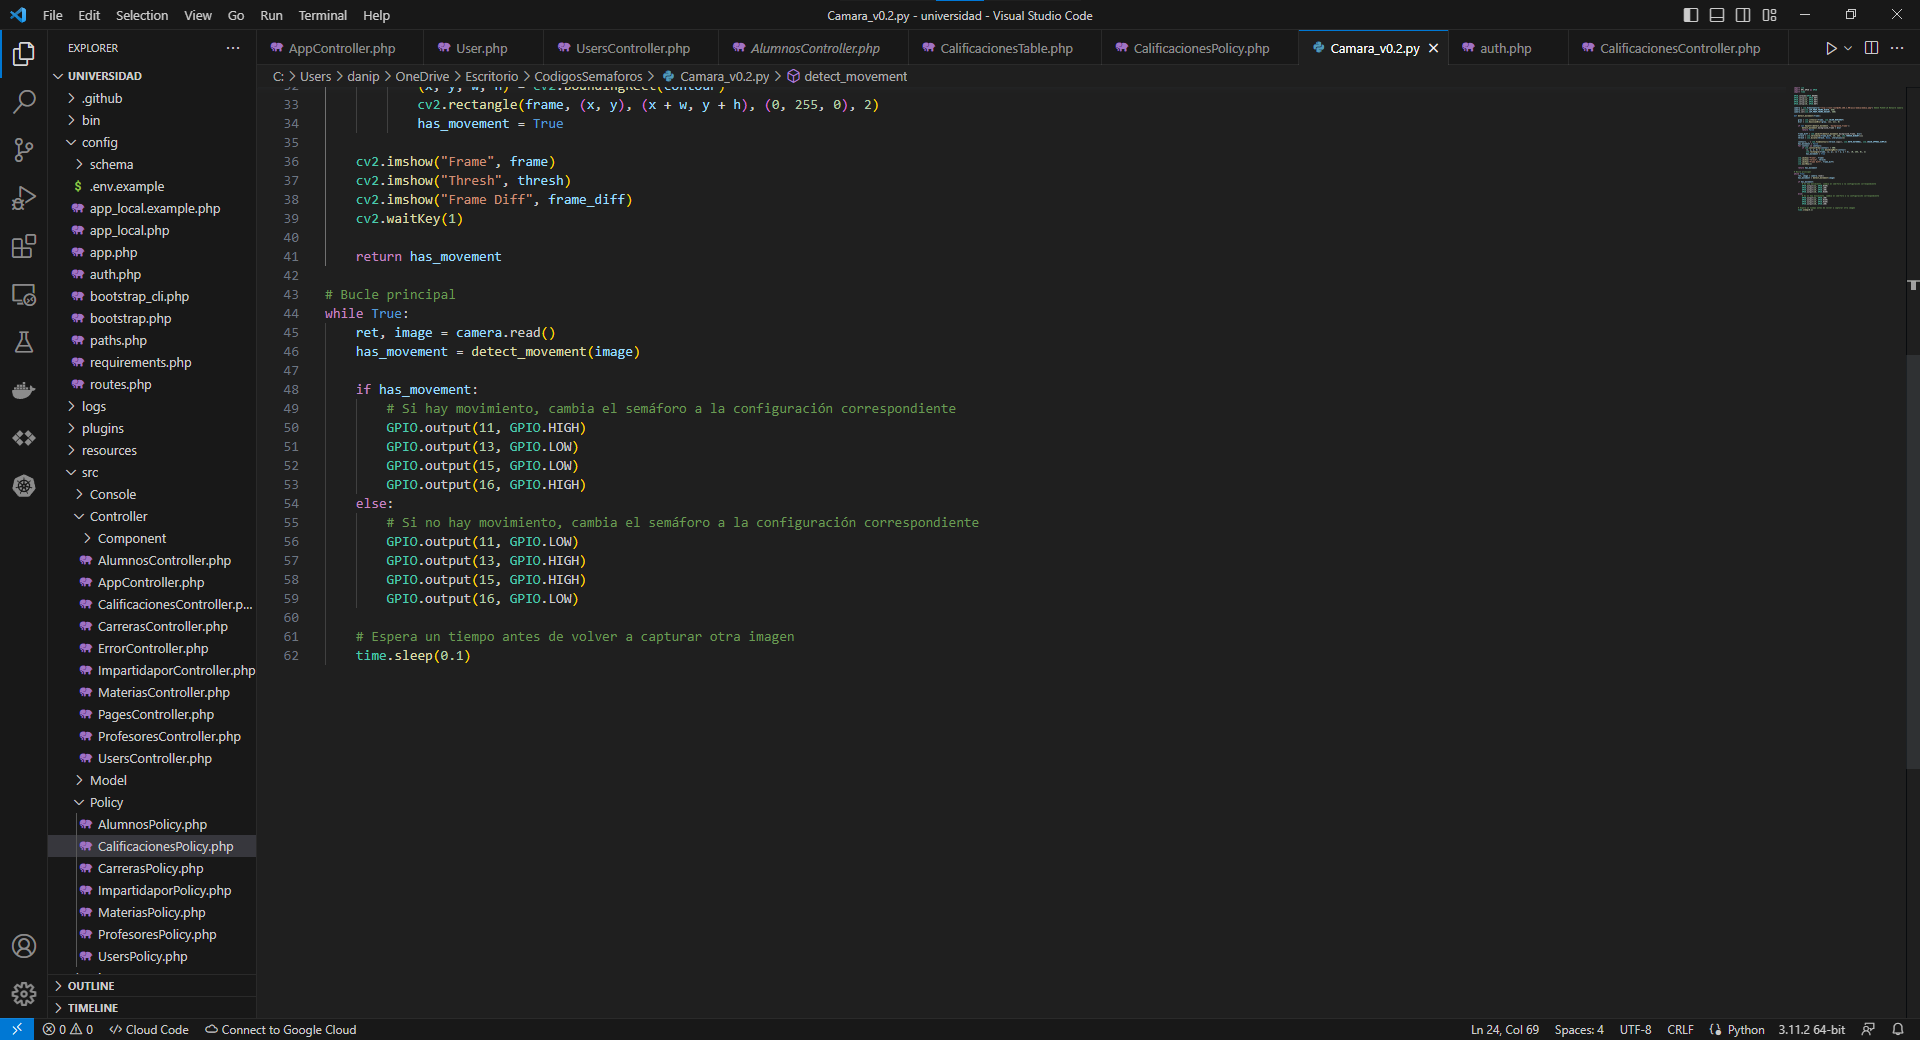 File Edit Selection View Go Run Terminal Help
Camara_v0.2.py - universidad - Visual Studio Code
EXPLORER
AppController.php
User.php
UsersController.php
AlumnosController.php
CalificacionesTable.php
CalificacionesPolicy.php
Camara_v0.2.py
auth.php
CalificacionesController.php
C: > Users > danip > OneDrive > Escritorio > CodigosSemaforos > Camara_v0.2.py > detect_movement
UNIVERSIDAD
.github
bin
config
schema
.env.example
app_local.example.php
app_local.php
app.php
auth.php
bootstrap_cli.php
bootstrap.php
paths.php
requirements.php
routes.php
logs
plugins
resources
src
Console
Controller
Component
AlumnosController.php
AppController.php
CalificacionesController.p...
CarrerasController.php
ErrorController.php
ImpartidaporController.php
MateriasController.php
PagesController.php
ProfesoresController.php
UsersController.php
Model
Policy
AlumnosPolicy.php
CalificacionesPolicy.php
CarrerasPolicy.php
ImpartidaporPolicy.php
MateriasPolicy.php
ProfesoresPolicy.php
UsersPolicy.php
OUTLINE
TIMELINE
32 (x, y, w, h) = cv2.boundingRect(contour)
33 cv2.rectangle(frame, (x, y), (x + w, y + h), (0, 255, 0), 2)
34 has_movement = True
35
36 cv2.imshow("Frame", frame)
37 cv2.imshow("Thresh", thresh)
38 cv2.imshow("Frame Diff", frame_diff)
39 cv2.waitKey(1)
40
41 return has_movement
42
43 # Bucle principal
44 while True:
45 ret, image = camera.read()
46 has_movement = detect_movement(image)
47
48 if has_movement:
49 # Si hay movimiento, cambia el semáforo a la configuración correspondiente
50 GPIO.output(11, GPIO.HIGH)
51 GPIO.output(13, GPIO.LOW)
52 GPIO.output(15, GPIO.LOW)
53 GPIO.output(16, GPIO.HIGH)
54 else:
55 # Si no hay movimiento, cambia el semáforo a la configuración correspondiente
56 GPIO.output(11, GPIO.LOW)
57 GPIO.output(13, GPIO.HIGH)
58 GPIO.output(15, GPIO.HIGH)
59 GPIO.output(16, GPIO.LOW)
60
61 # Espera un tiempo antes de volver a capturar otra imagen
62 time.sleep(0.1)
0 0 Cloud Code Connect to Google Cloud
Ln 24, Col 69 Spaces: 4 UTF-8 CRLF Python 3.11.2 64-bit